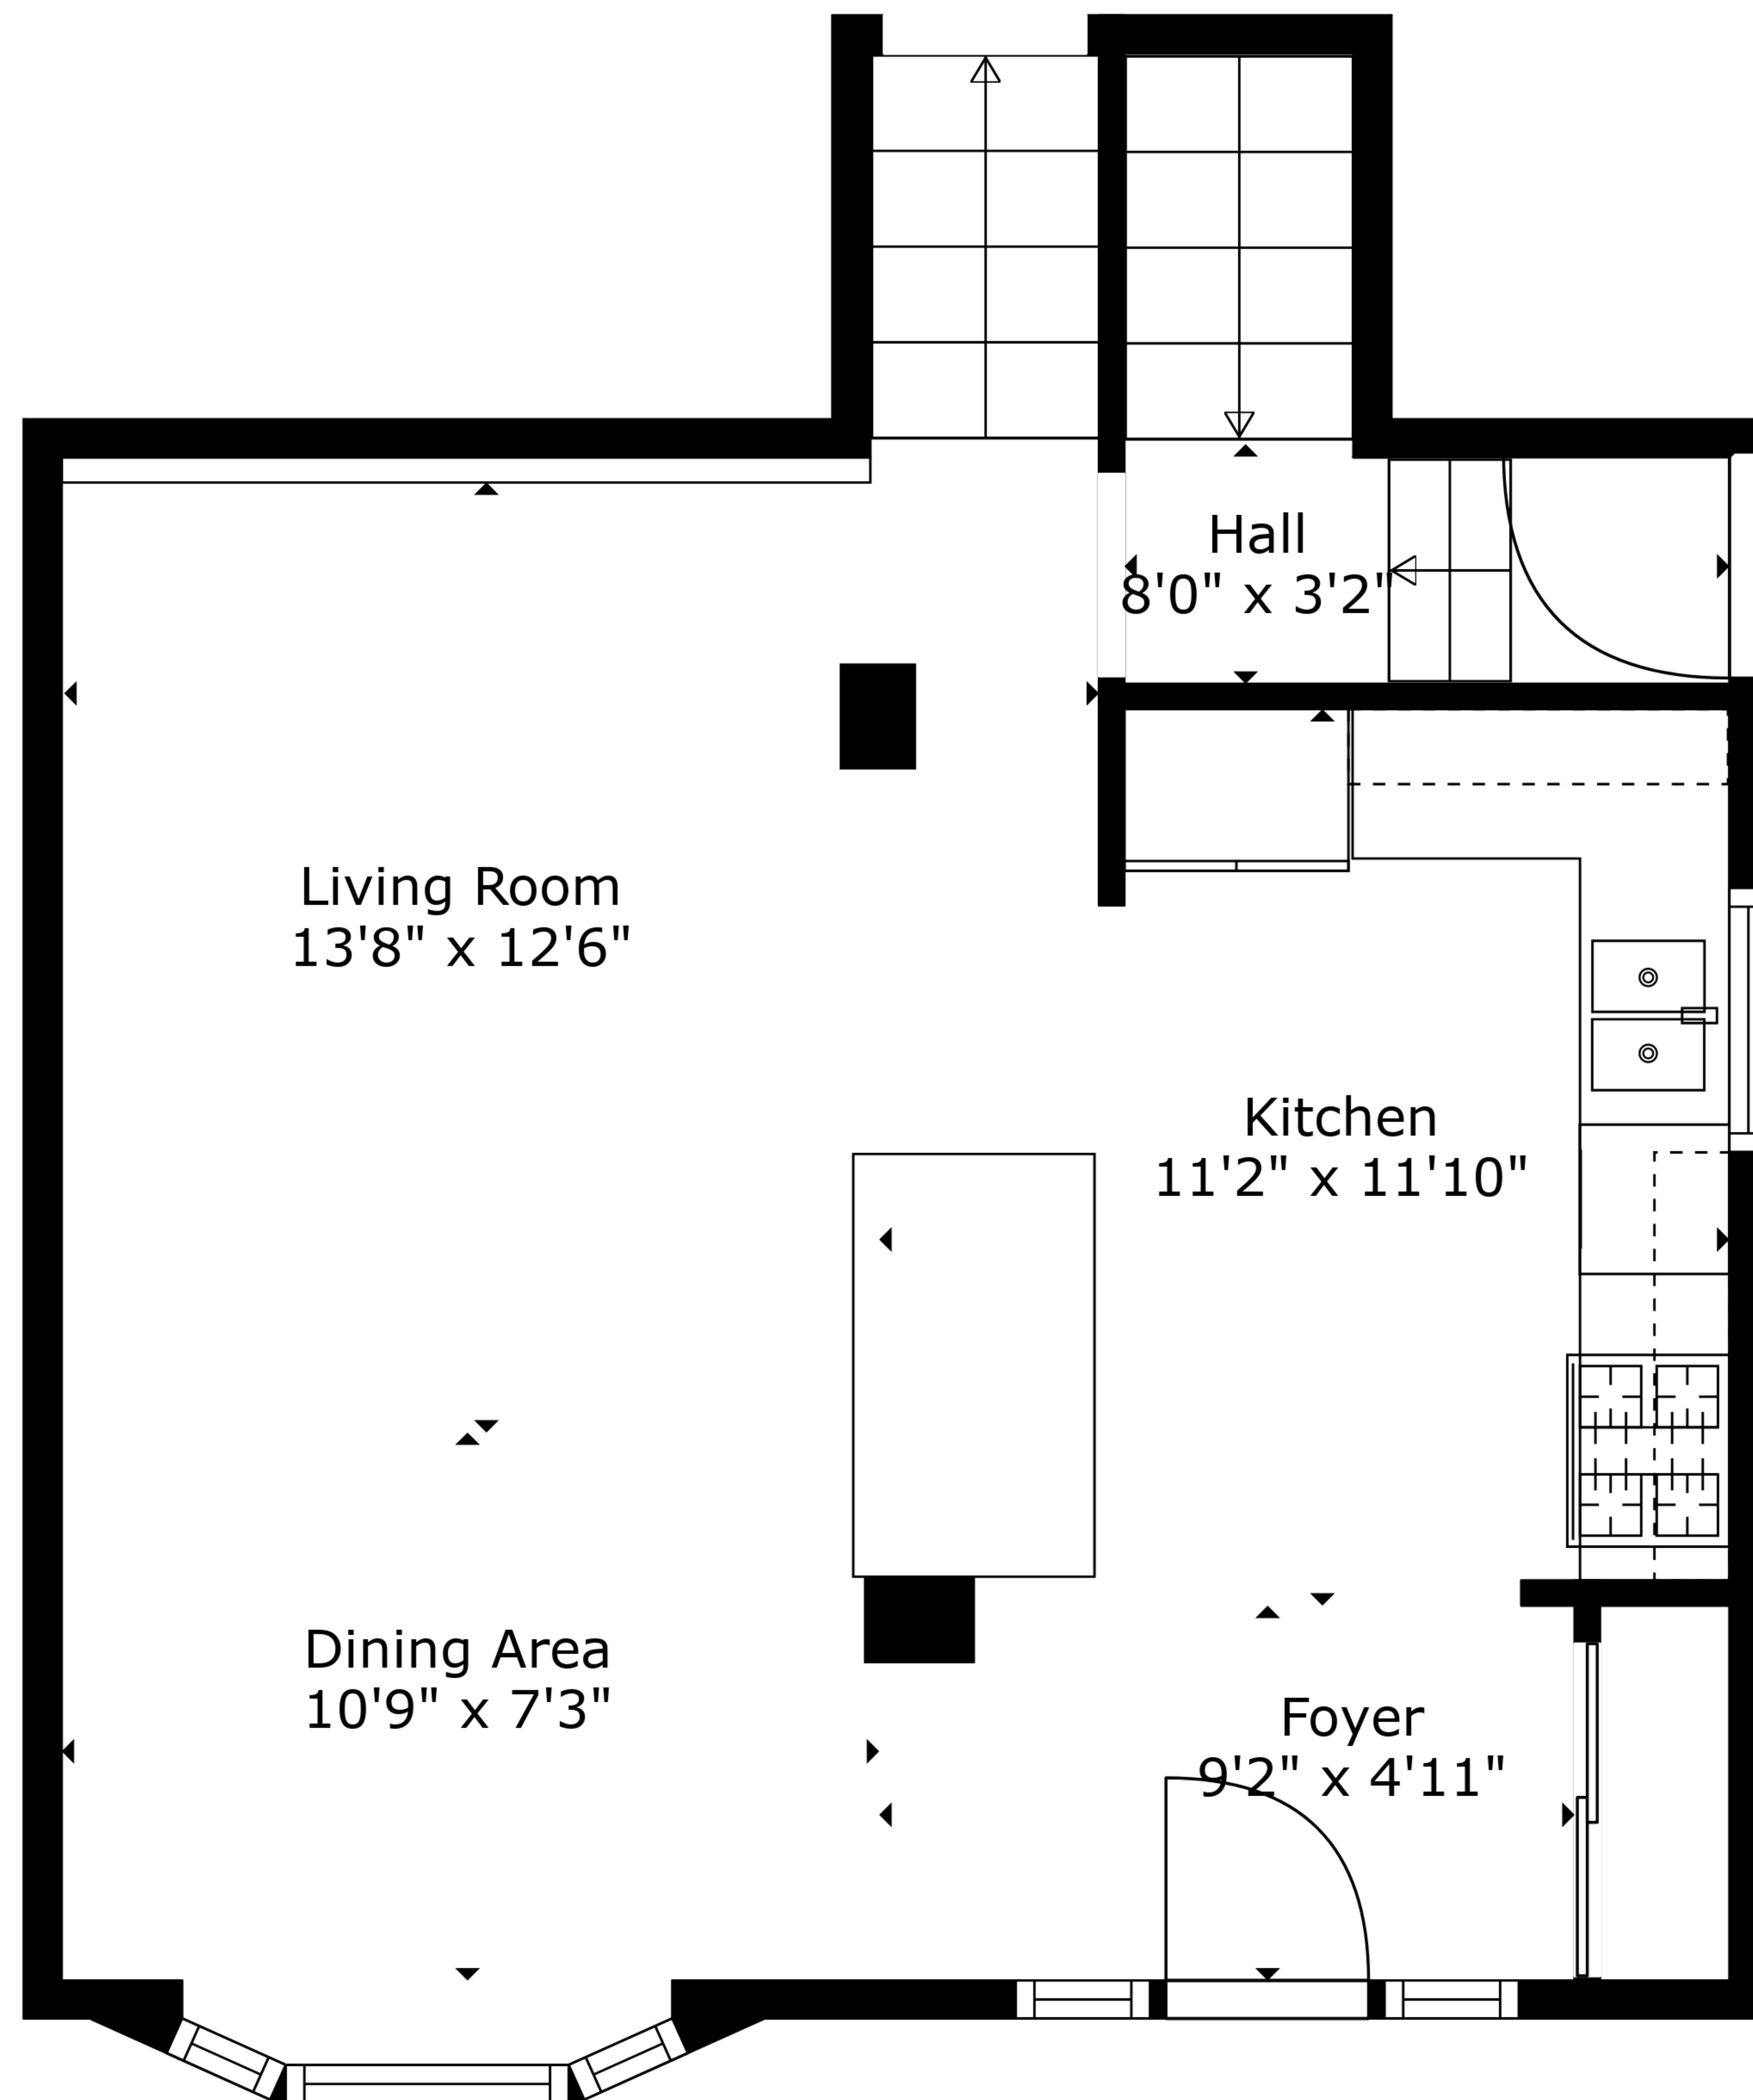 Hall
8'0" x 3'2"
Living Room
13'8" x 12'6"
Kitchen
11'2" x 11'10"
Dining Area
10'9" x 7'3"
Foyer
9'2" x 4'11"